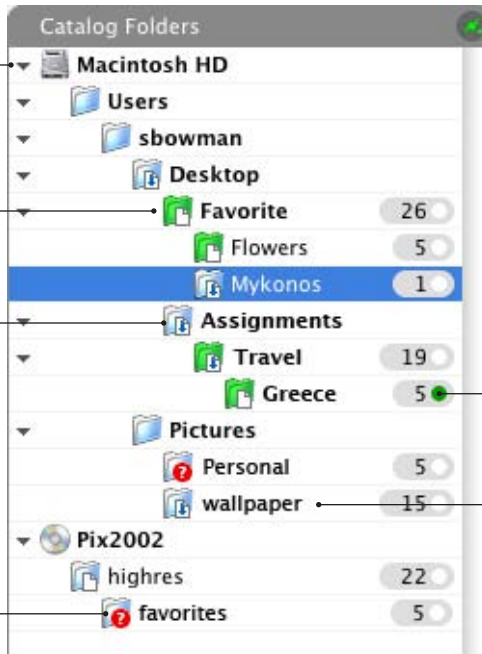 Catalog Folders
Macintosh HD
Users
sbowman
Desktop
Favorite 26
Flowers 5
Mykonos 1
Assignments
Travel 19
Greece 5
Pictures
Personal 5
wallpaper 15
Pix2002
highres 22
favorites 5